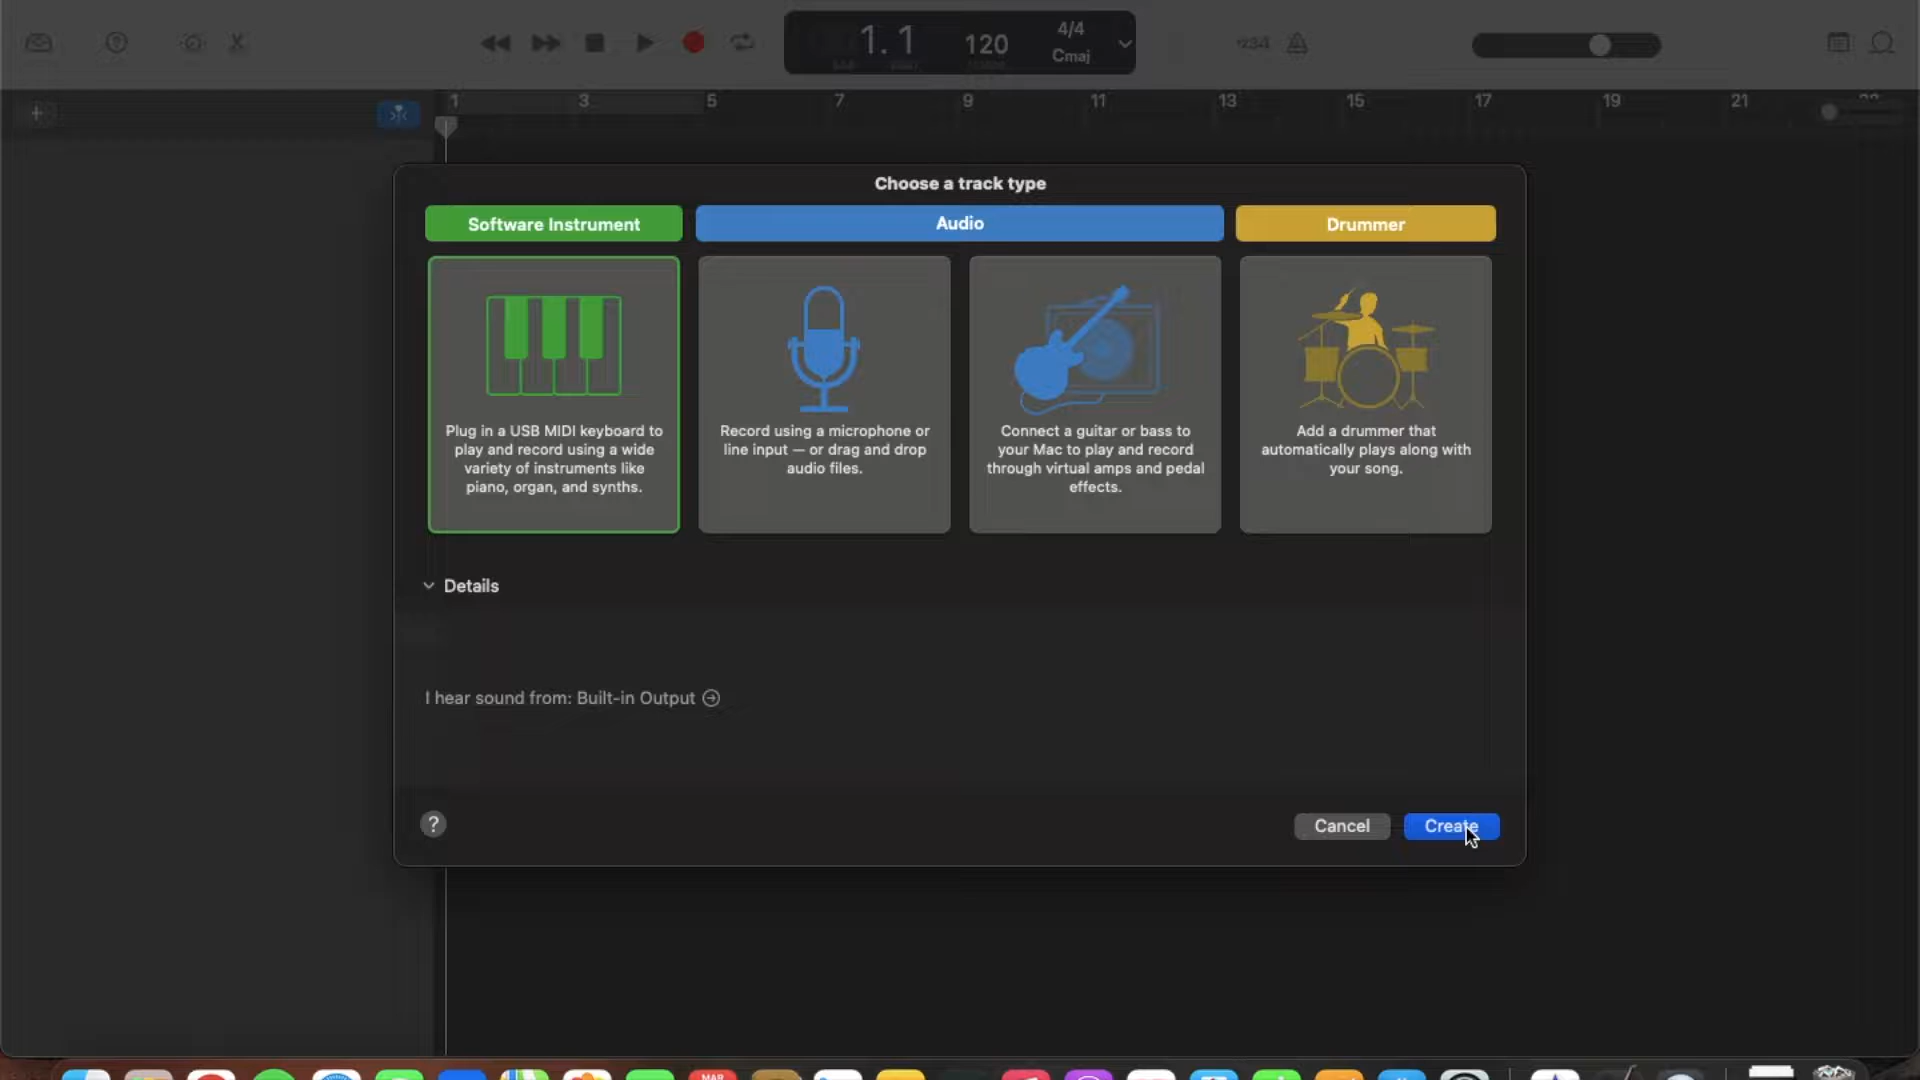 1. 1
120
4/4
Cmaj
1234
1 3 5 7 9 11 13 15 17 19 21
Choose a track type
Software Instrument
Audio
Drummer
Plug in a USB MIDI keyboard to
play and record using a wide
variety of instruments like
piano, organ, and synths.
Record using a microphone or
line input — or drag and drop
audio files.
Connect a guitar or bass to
your Mac to play and record
through virtual amps and pedal
effects.
Add a drummer that
automatically plays along with
your song.
Details
I hear sound from: Built-in Output
?
Cancel
Create
MAR